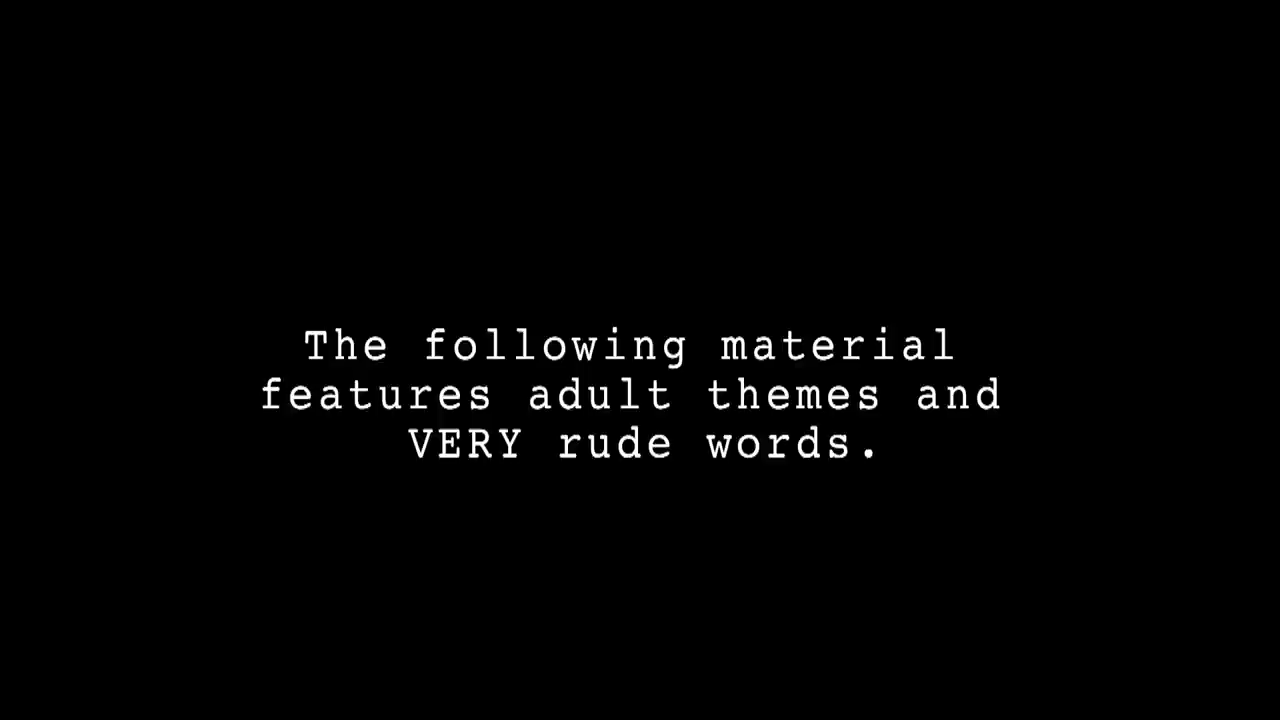 The following material
features adult themes and
VERY rude words.